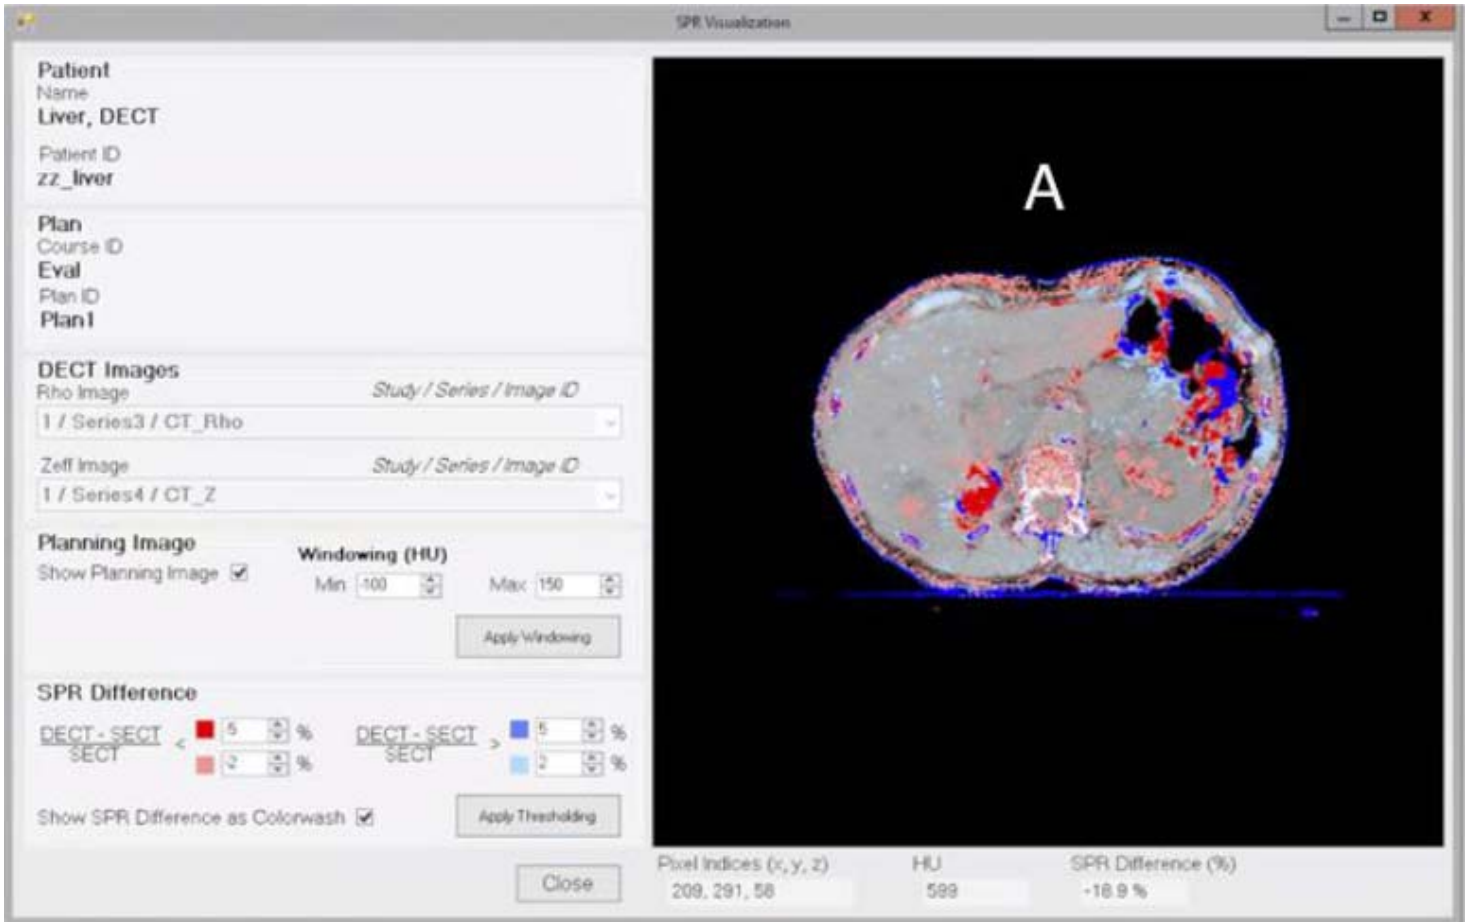 SPR Visualization
Patient
Name
Liver, DECT
Patient ID
zz_liver
Plan
Course ID
Eval
Plan ID
Plan1
DECT Images
Rho Image Study / Series / Image ID
1 / Series3 / CT_Rho
Zeff Image Study / Series / Image ID
1 / Series4 / CT_Z
Planning Image
Windowing (HU)
Show Planning Image Min -100 Max 150
Apply Windowing
SPR Difference
DECT - SECT < -5 % DECT - SECT > 5 %
SECT -2 % SECT 2 %
Show SPR Difference as Colorwash Apply Thresholding
Close
A
Pixel Indices (x, y, z) HU SPR Difference (%)
209, 291, 58 599 -18.9 %